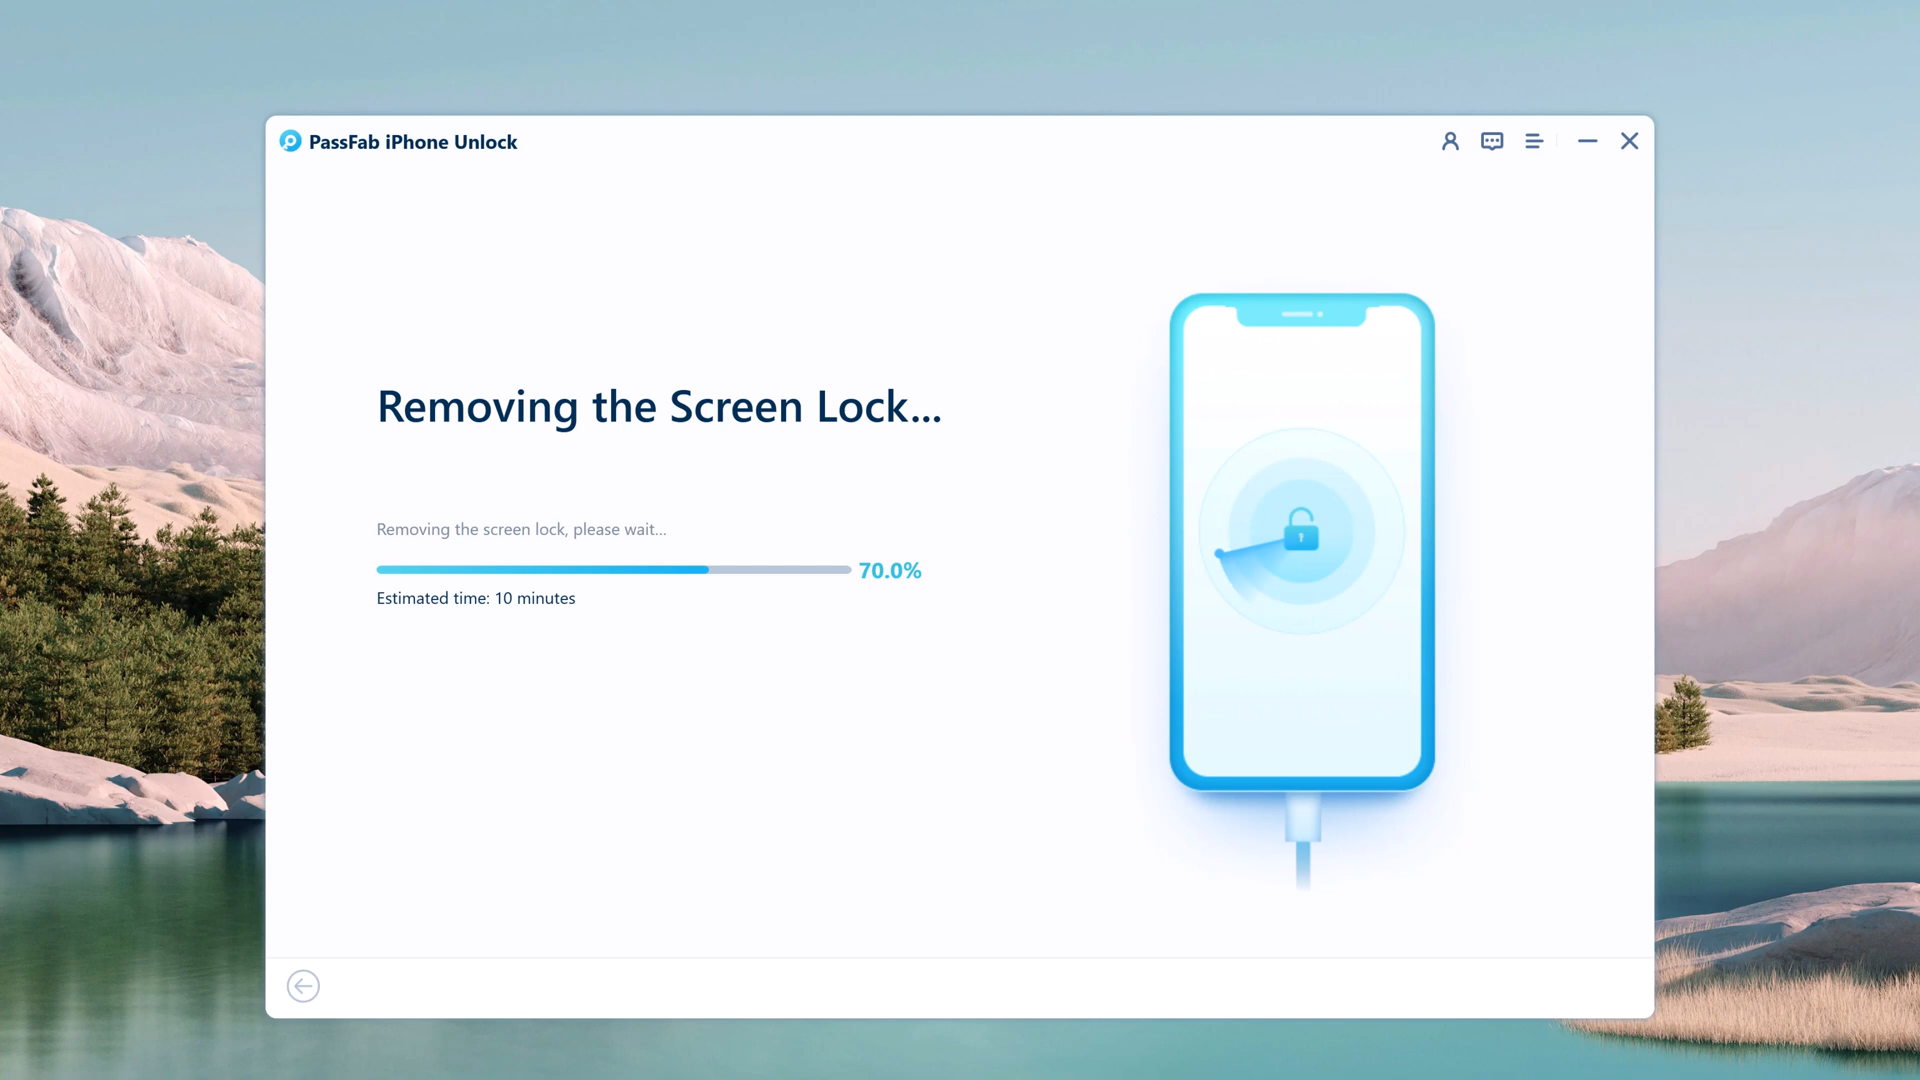 PassFab iPhone Unlock
Removing the Screen Lock...
Removing the screen lock, please wait...
70.0%
Estimated time: 10 minutes